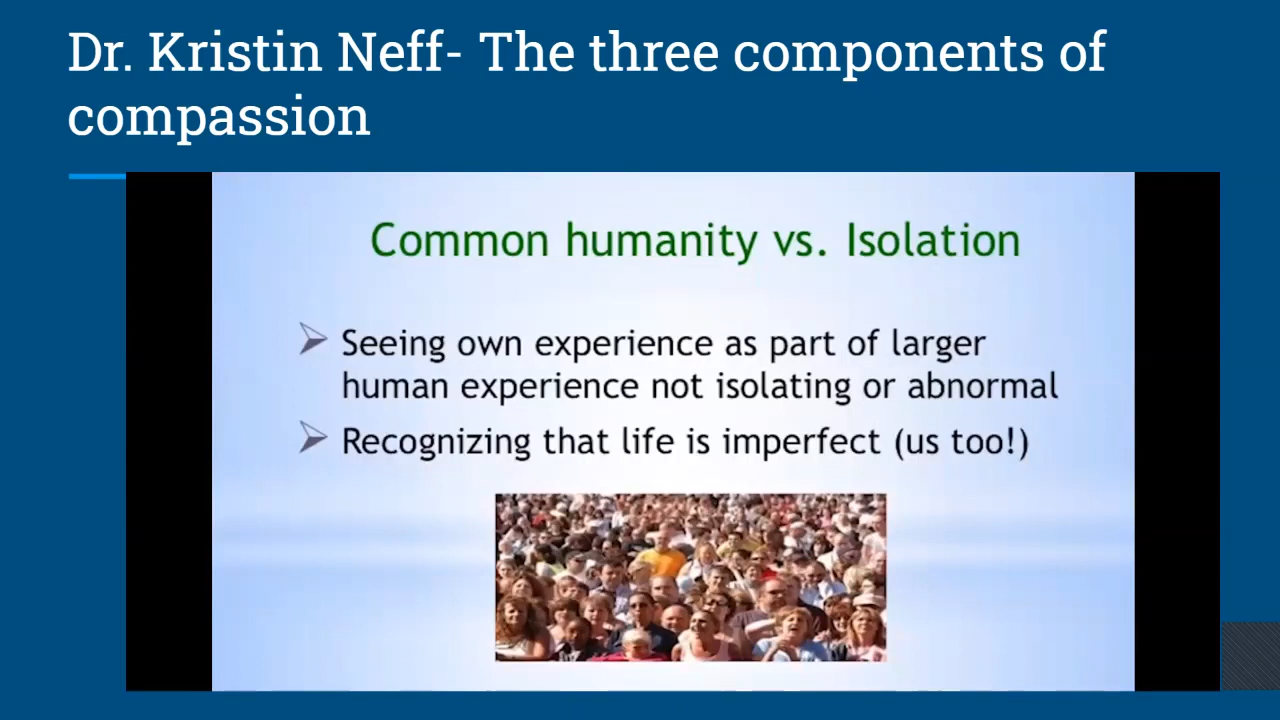 Dr. Kristin Neff- The three components of
compassion
Common humanity vs. Isolation
Seeing own experience as part of larger
human experience not isolating or abnormal
Recognizing that life is imperfect (us too!)